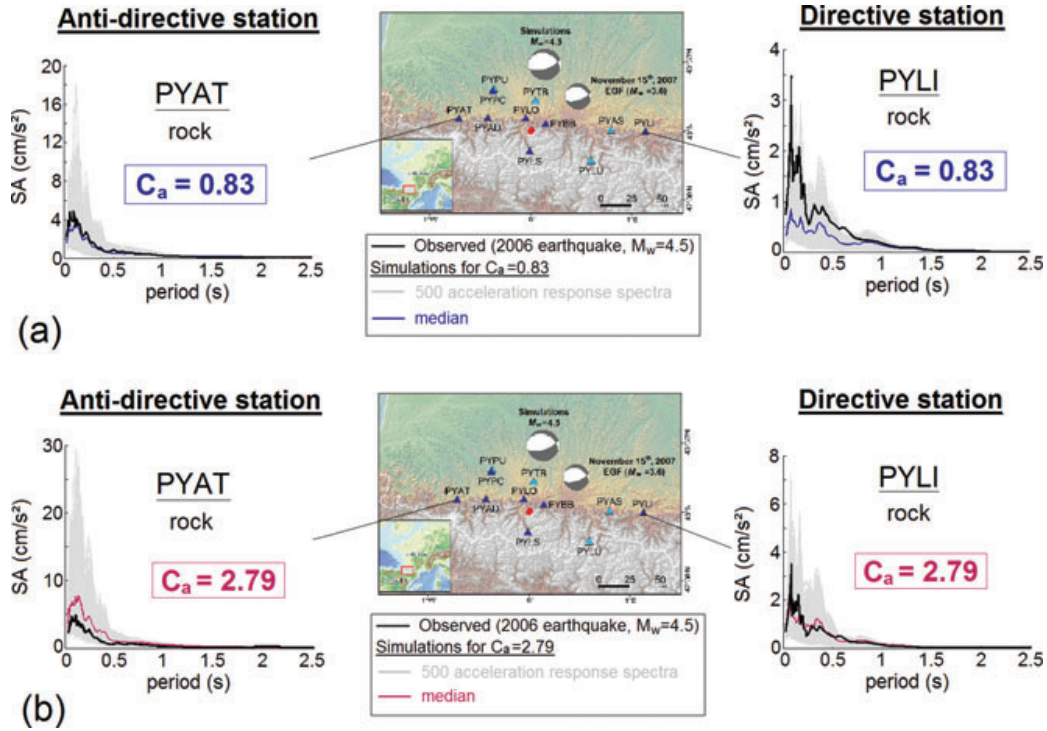 Anti-directive station
Directive station
SA (cm/s²)
20
16
12
8
4
0
0 0.5 1 1.5 2 2.5
period (s)
PYAT
rock
Cₐ = 0.83
Simulations
Mw=4.5
November 15th, 2007
EGF (Mw =3.6)
PYPU
PYPC
PYTB
PYAT
PYAD
PYLO
PYBB
PYAS
PYLI
PYLS
PYLU
0 25 50
1°W
0°
1°E
Observed (2006 earthquake, Mw=4.5)
Simulations for Cₐ=0.83
500 acceleration response spectra
median
SA (cm/s²)
4
3
2
1
0
0 0.5 1 1.5 2 2.5
period (s)
PYLI
rock
Cₐ = 0.83
(a)
Anti-directive station
Directive station
SA (cm/s²)
30
20
10
0
0 0.5 1 1.5 2 2.5
period (s)
PYAT
rock
Cₐ = 2.79
Simulations
Mw=4.5
November 15th, 2007
EGF (Mw =3.6)
PYPU
PYPC
PYTB
PYAT
PYAD
PYLO
PYBB
PYAS
PYLI
PYLS
PYLU
0 25 50
1°W
0°
1°E
Observed (2006 earthquake, Mw=4.5)
Simulations for Cₐ=2.79
500 acceleration response spectra
median
SA (cm/s²)
8
6
4
2
0
0 0.5 1 1.5 2 2.5
period (s)
PYLI
rock
Cₐ = 2.79
(b)